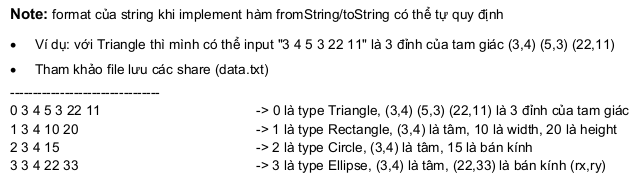 Note: format của string khi implement hàm fromString/toString có thể tự quy định
• Ví dụ: với Triangle thì mình có thể input "3 4 5 3 22 11" là 3 đỉnh của tam giác (3,4) (5,3) (22,11)
• Tham khảo file lưu các share (data.txt)
---------------------------------
0 3 4 5 3 22 11 -> 0 là type Triangle, (3,4) (5,3) (22,11) là 3 đỉnh của tam giác
1 3 4 10 20 -> 1 là type Rectangle, (3,4) là tâm, 10 là width, 20 là height
2 3 4 15 -> 2 là type Circle, (3,4) là tâm, 15 là bán kính
3 3 4 22 33 -> 3 là type Ellipse, (3,4) là tâm, (22,33) là bán kính (rx,ry)